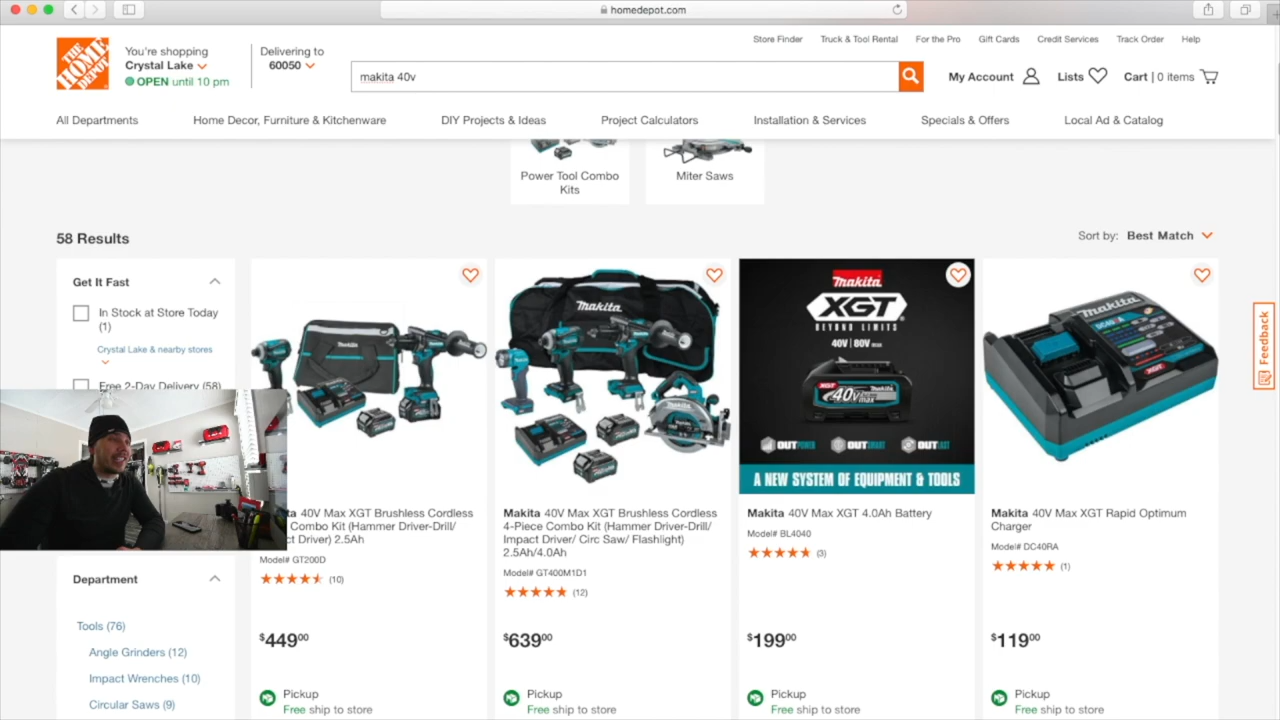 homedepot.com
THE HOME DEPOT
You're shopping
Crystal Lake
OPEN until 10 pm
Delivering to
60050
Store Finder
Truck & Tool Rental
For the Pro
Gift Cards
Credit Services
Track Order
Help
makita 40v
My Account
Lists
Cart | 0 items
All Departments
Home Decor, Furniture & Kitchenware
DIY Projects & Ideas
Project Calculators
Installation & Services
Specials & Offers
Local Ad & Catalog
Power Tool Combo
Kits
Miter Saws
58 Results
Sort by: Best Match
Get It Fast
In Stock at Store Today
(1)
Crystal Lake & nearby stores
Free 2-Day Delivery (58)
Department
Tools (76)
Angle Grinders (12)
Impact Wrenches (10)
Circular Saws (9)
ta 40V Max XGT Brushless Cordless
Combo Kit (Hammer Driver-Drill/
ct Driver) 2.5Ah
Model# GT200D
(10)
$44900
Pickup
Free ship to store
makita
Makita 40V Max XGT Brushless Cordless
4-Piece Combo Kit (Hammer Driver-Drill/
Impact Driver/ Circ Saw/ Flashlight)
2.5Ah/4.0Ah
Model# GT400M1D1
(12)
$63900
Pickup
Free ship to store
makita
XGT
BEYOND LIMITS
40V | 80V MAX
XGT
makita
40V max
OUTPOWER
OUTSMART
OUTLAST
A NEW SYSTEM OF EQUIPMENT & TOOLS
Makita 40V Max XGT 4.0Ah Battery
Model# BL4040
(3)
$19900
Pickup
Free ship to store
makita
DC40RA
XGT
Makita 40V Max XGT Rapid Optimum
Charger
Model# DC40RA
(1)
$11900
Pickup
Free ship to store
Feedback